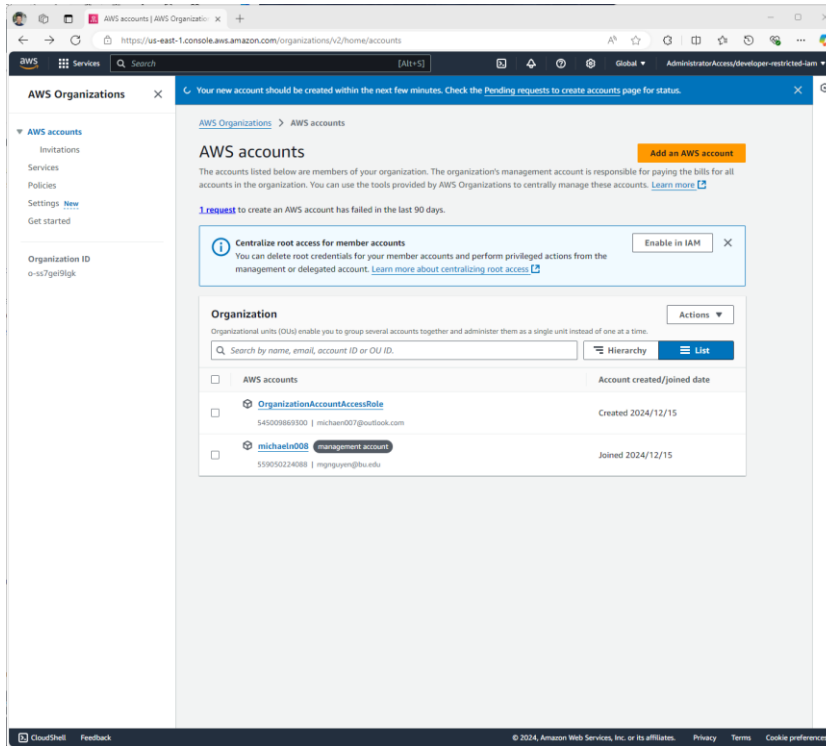 AWS accounts | AWS Organizatio
https://us-east-1.console.aws.amazon.com/organizations/v2/home/accounts
aws Services Search [Alt+S] Global AdministratorAccess/developer-restricted-iam
AWS Organizations
AWS accounts
Invitations
Services
Policies
Settings New
Get started
Organization ID
o-ss7gei9lgk
Your new account should be created within the next few minutes. Check the Pending requests to create accounts page for status.
AWS Organizations > AWS accounts
AWS accounts
Add an AWS account
The accounts listed below are members of your organization. The organization's management account is responsible for paying the bills for all
accounts in the organization. You can use the tools provided by AWS Organizations to centrally manage these accounts. Learn more
1 request to create an AWS account has failed in the last 90 days.
Centralize root access for member accounts
You can delete root credentials for your member accounts and perform privileged actions from the
management or delegated account. Learn more about centralizing root access
Enable in IAM
Organization
Actions
Organizational units (OUs) enable you to group several accounts together and administer them as a single unit instead of one at a time.
Search by name, email, account ID or OU ID.
Hierarchy List
AWS accounts Account created/joined date
OrganizationAccountAccessRole
545009869300 | michaen007@outlook.com
Created 2024/12/15
michaeln008 management account
559050224088 | mgnguyen@bu.edu
Joined 2024/12/15
CloudShell Feedback © 2024, Amazon Web Services, Inc. or its affiliates. Privacy Terms Cookie preferences